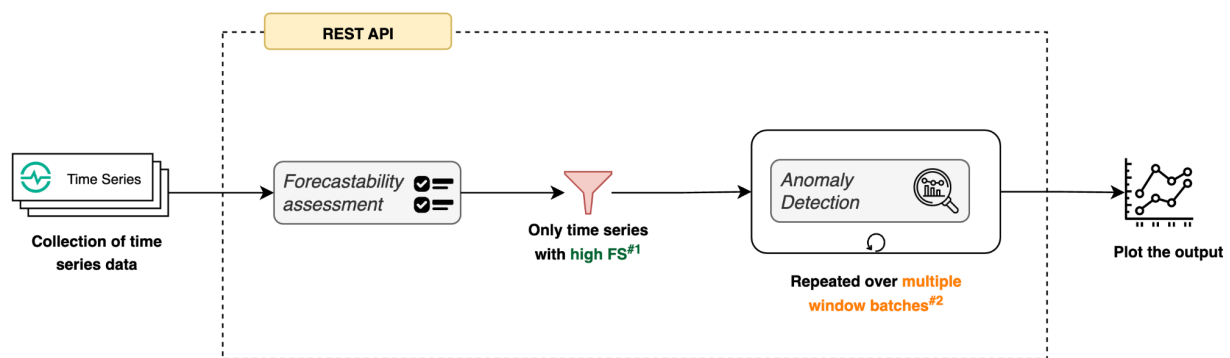 REST API
Time Series
Collection of time
series data
Forecastability
assessment
Only time series
with high FS#1
Anomaly
Detection
Repeated over multiple
window batches#2
Plot the output